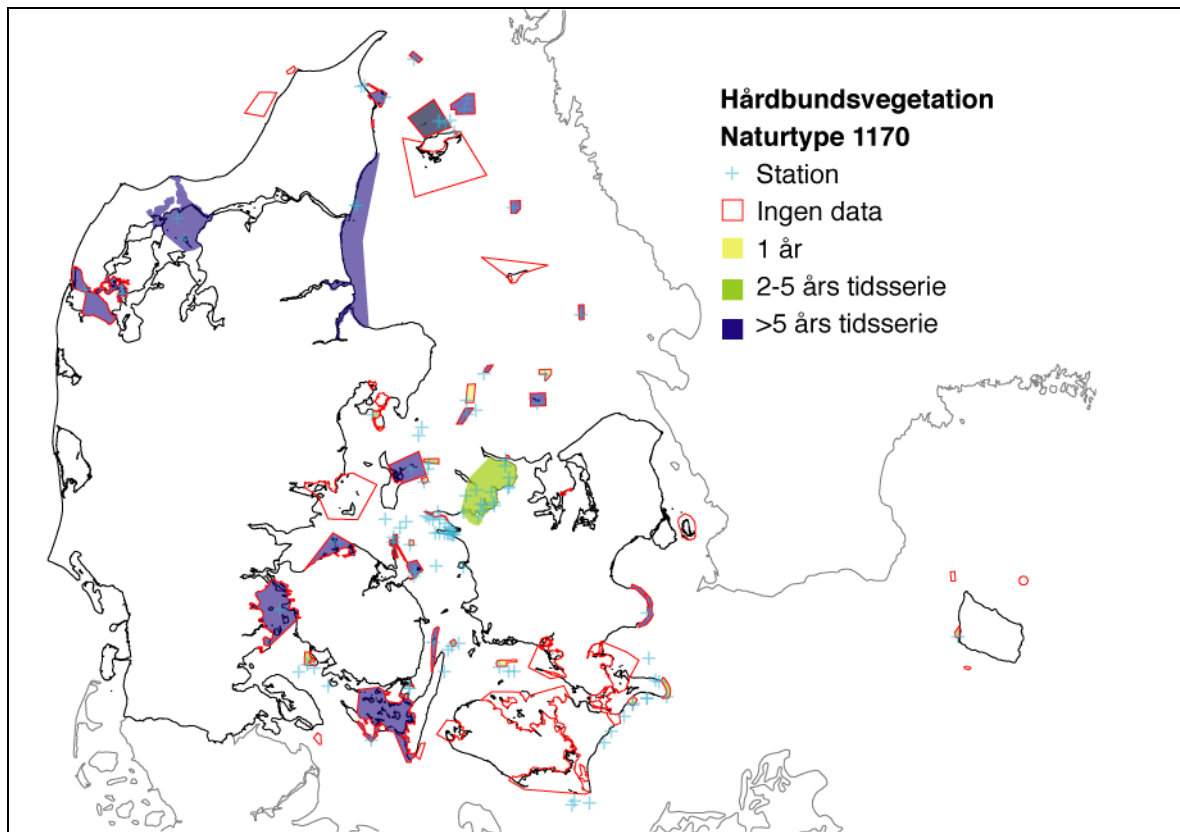 Hårdbundsvegetation
Naturtype 1170
Station
Ingen data
1 år
2-5 års tidsserie
>5 års tidsserie